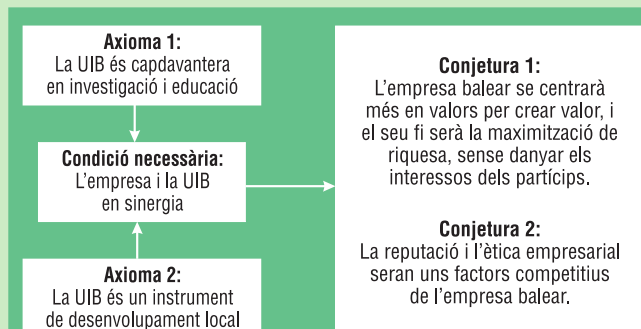 Axioma 1:
La UIB és capdavantera
en investigació i educació
Condició necessària:
L'empresa i la UIB
en sinergia
Axioma 2:
La UIB és un instrument
de desenvolupament local
Conjetura 1:
L'empresa balear se centrarà
més en valors per crear valor, i
el seu fi serà la maximització de
riquesa, sense danyar els
interessos dels partícips.
Conjetura 2:
La reputació i l'ètica empresarial
seran uns factors competitius
de l'empresa balear.